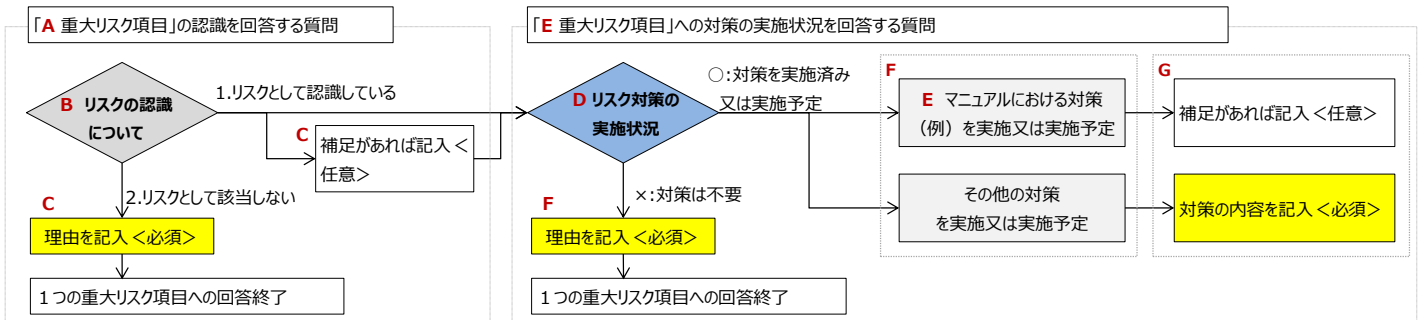 「A 重大リスク項目」の認識を回答する質問
B リスクの認識
について
1.リスクとして認識している
C
補足があれば記入＜
任意＞
2.リスクとして該当しない
C
理由を記入＜必須＞
１つの重大リスク項目への回答終了
「E 重大リスク項目」への対策の実施状況を回答する質問
D リスク対策の
実施状況
○:対策を実施済み
又は実施予定
×:対策は不要
F
理由を記入＜必須＞
１つの重大リスク項目への回答終了
F
E マニュアルにおける対策
（例）を実施又は実施予定
その他の対策
を実施又は実施予定
G
補足があれば記入＜任意＞
対策の内容を記入＜必須＞